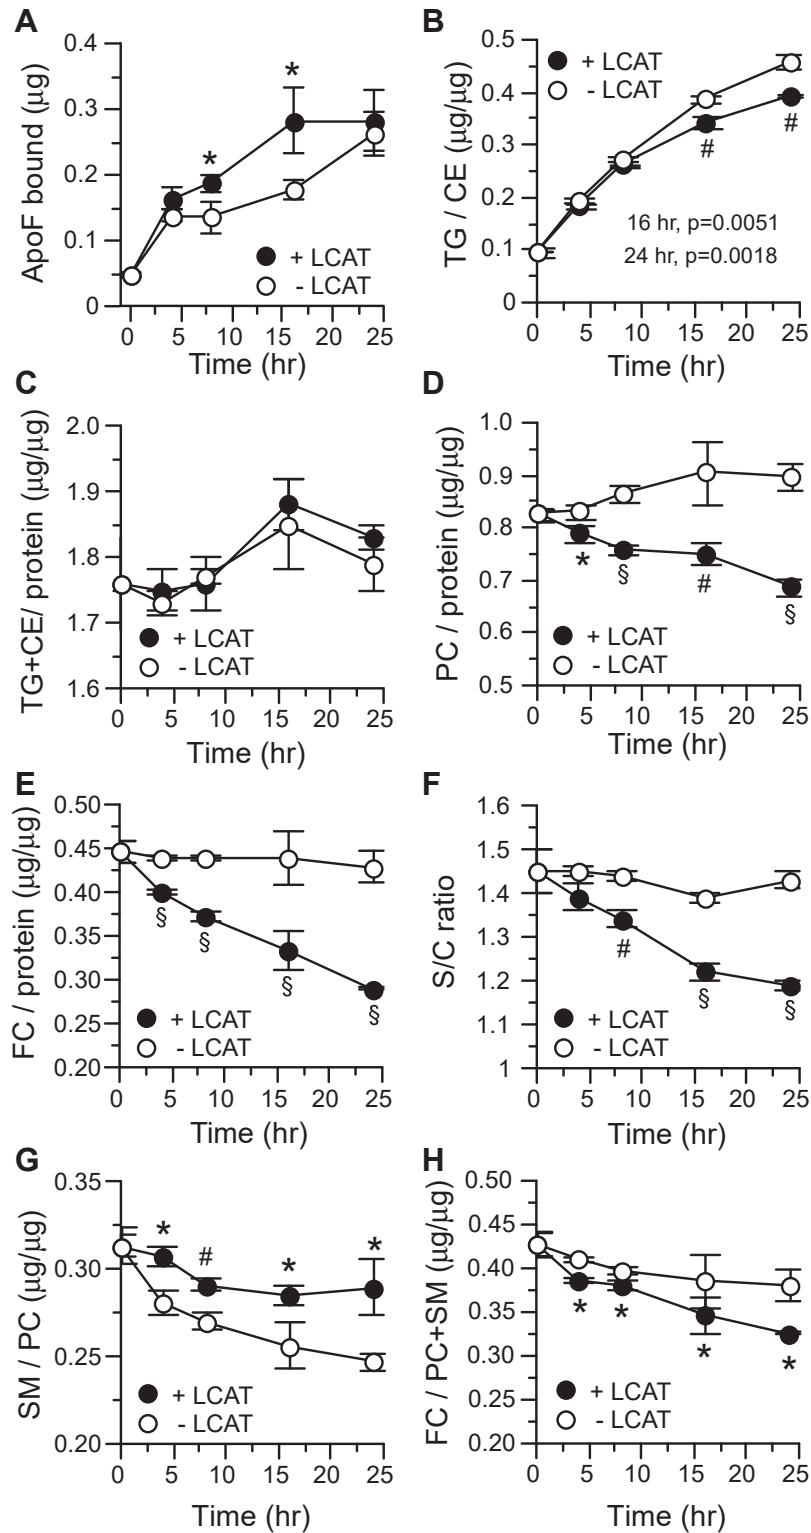 A
ApoF bound (μg)
0.4
0.3
0.2
0.1
0
*
*
+ LCAT
- LCAT
0 5 10 15 20 25
Time (hr)
B
TG / CE (μg/μg)
0.5
0.4
0.3
0.2
0.1
0
+ LCAT
- LCAT
#
#
16 hr, p=0.0051
24 hr, p=0.0018
0 5 10 15 20 25
Time (hr)
C
TG+CE/ protein (μg/μg)
2.0
1.9
1.8
1.7
1.6
+ LCAT
- LCAT
0 5 10 15 20 25
Time (hr)
D
PC / protein (μg/μg)
1.0
0.9
0.8
0.7
0.6
0.5
*
§
#
§
+ LCAT
- LCAT
0 5 10 15 20 25
Time (hr)
E
FC / protein (μg/μg)
0.50
0.45
0.40
0.35
0.30
0.25
0.20
§
§
§
§
+ LCAT
- LCAT
0 5 10 15 20 25
Time (hr)
F
S/C ratio
1.6
1.5
1.4
1.3
1.2
1.1
1
#
§
§
+ LCAT
- LCAT
0 5 10 15 20 25
Time (hr)
G
SM / PC (μg/μg)
0.35
0.30
0.25
0.20
*
#
*
*
+ LCAT
- LCAT
0 5 10 15 20 25
Time (hr)
H
FC / PC+SM (μg/μg)
0.50
0.45
0.40
0.35
0.30
0.25
0.20
*
*
*
*
+ LCAT
- LCAT
0 5 10 15 20 25
Time (hr)